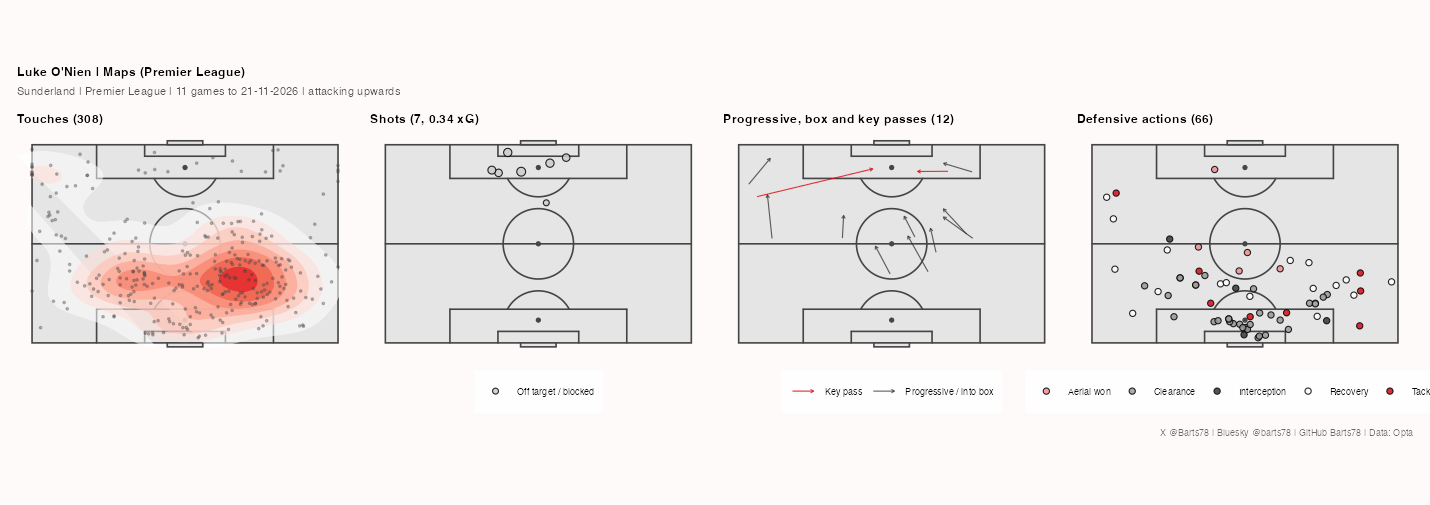 Luke O'Nien | Maps (Premier League)
Sunderland | Premier League | 11 games to 21-11-2026 | attacking upwards
Touches (308)
Shots (7, 0.34 xG)
Progressive, box and key passes (12)
Defensive actions (66)
Off target / blocked
Key pass
Progressive / into box
Aerial won
Clearance
Interception
Recovery
Tack
X @Barts78 | Bluesky @barts78 | GitHub Barts78 | Data: Opta